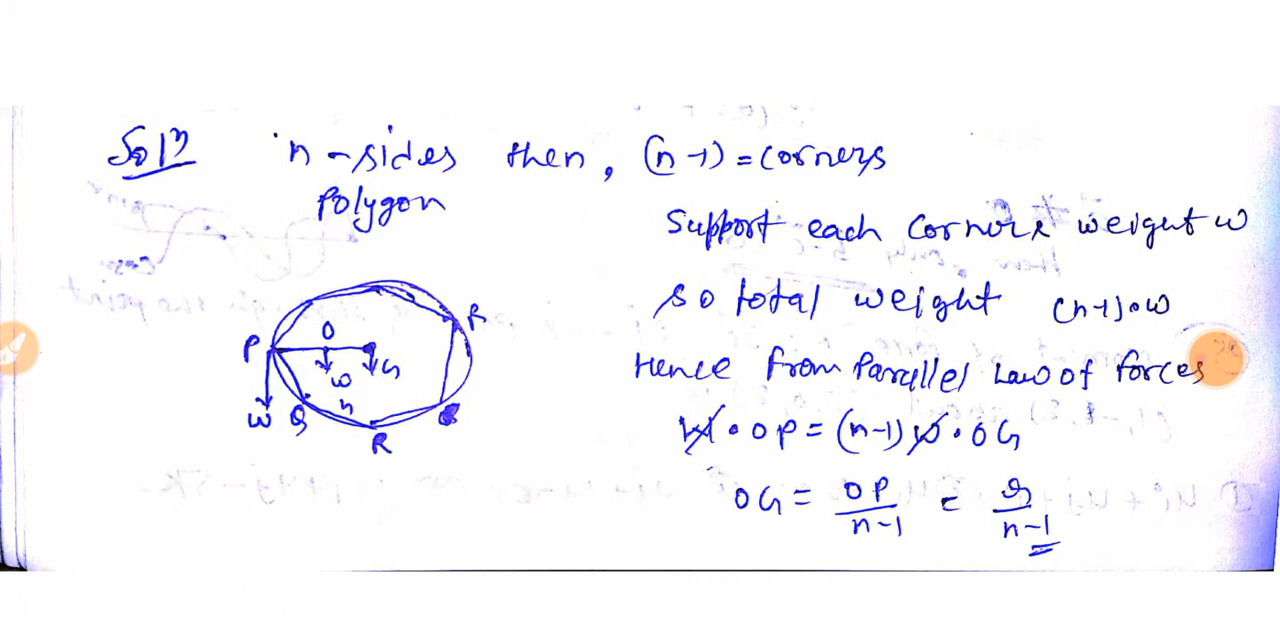 Solⁿ n-sides then, (n-1) = corners
Polygon
Support each corner weight w
so total weight (n-1)·w
Hence from Parallel Law of forces
W · OP = (n-1) W · OG
OG = OP/n-1 = r/n-1
P
O
R
w
G
W
Q
n
R